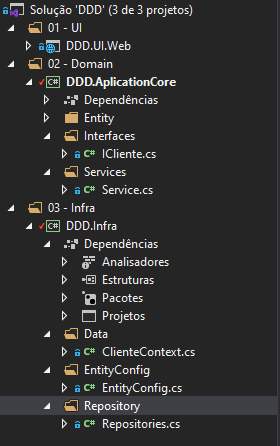 Solução 'DDD' (3 de 3 projetos)
01 - UI
DDD.UI.Web
02 - Domain
DDD.AplicationCore
Dependências
Entity
Interfaces
C# ICliente.cs
Services
C# Service.cs
03 - Infra
C# DDD.Infra
Dependências
Analisadores
Estruturas
Pacotes
Projetos
Data
C# ClienteContext.cs
EntityConfig
C# EntityConfig.cs
Repository
C# Repositories.cs